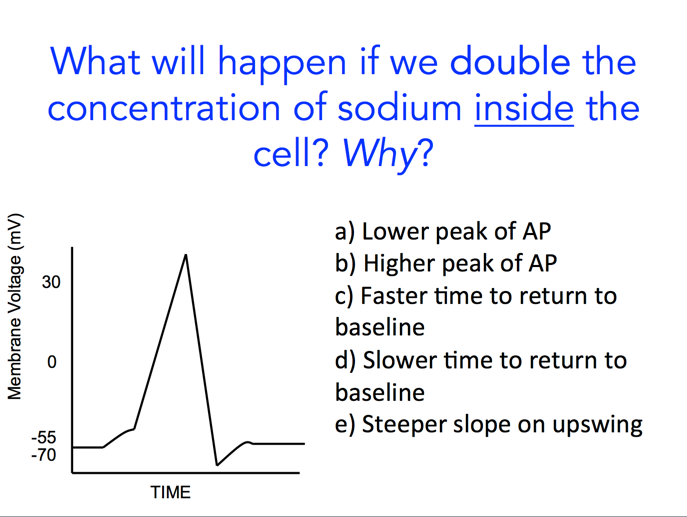 What will happen if we double the
concentration of sodium inside the
cell? Why?
Membrane Voltage (mV)
30
0
-55
-70
TIME
a) Lower peak of AP
b) Higher peak of AP
c) Faster time to return to
baseline
d) Slower time to return to
baseline
e) Steeper slope on upswing